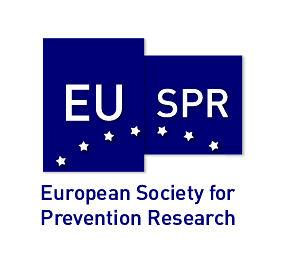 EU SPR
European Society for
Prevention Research